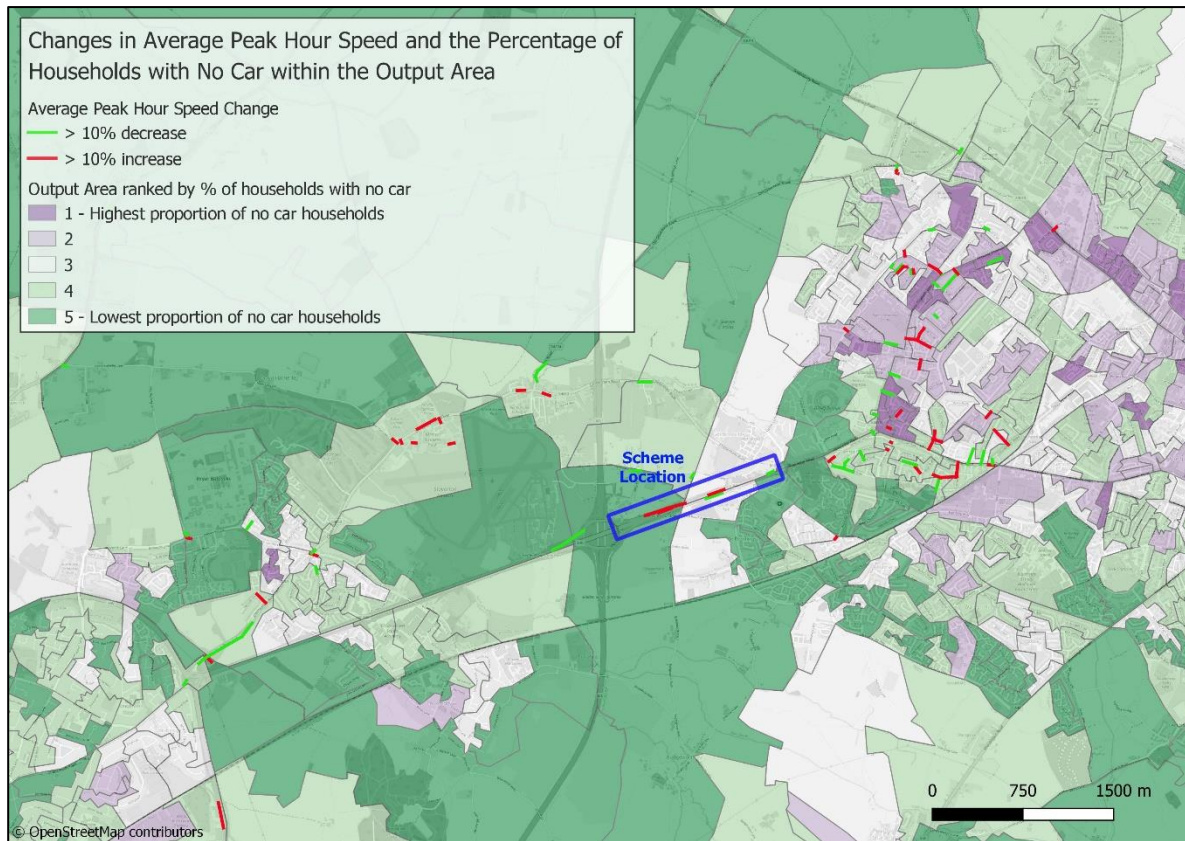 Changes in Average Peak Hour Speed and the Percentage of
Households with No Car within the Output Area
Average Peak Hour Speed Change
> 10% decrease
> 10% increase
Output Area ranked by % of households with no car
1 - Highest proportion of no car households
2
3
4
5 - Lowest proportion of no car households
Scheme
Location
0 750 1500 m
© OpenStreetMap contributors